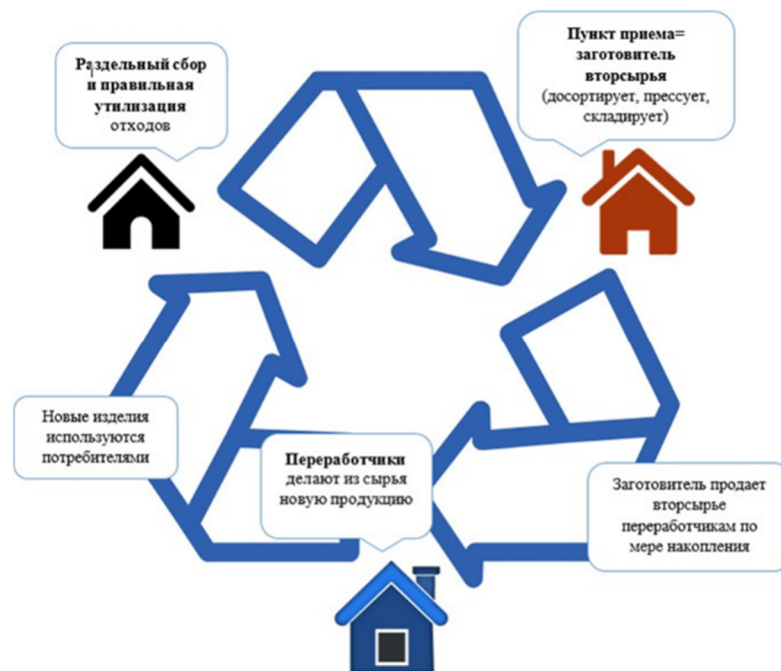 Раздельный сбор
и правильная
утилизация
отходов
Пункт приема=
заготовитель
вторсырья
(досортирует, прессует,
складирует)
Новые изделия
используются
потребителями
Переработчики
делают из сырья
новую продукцию
Заготовитель продает
вторсырье
переработчикам по
мере накопления